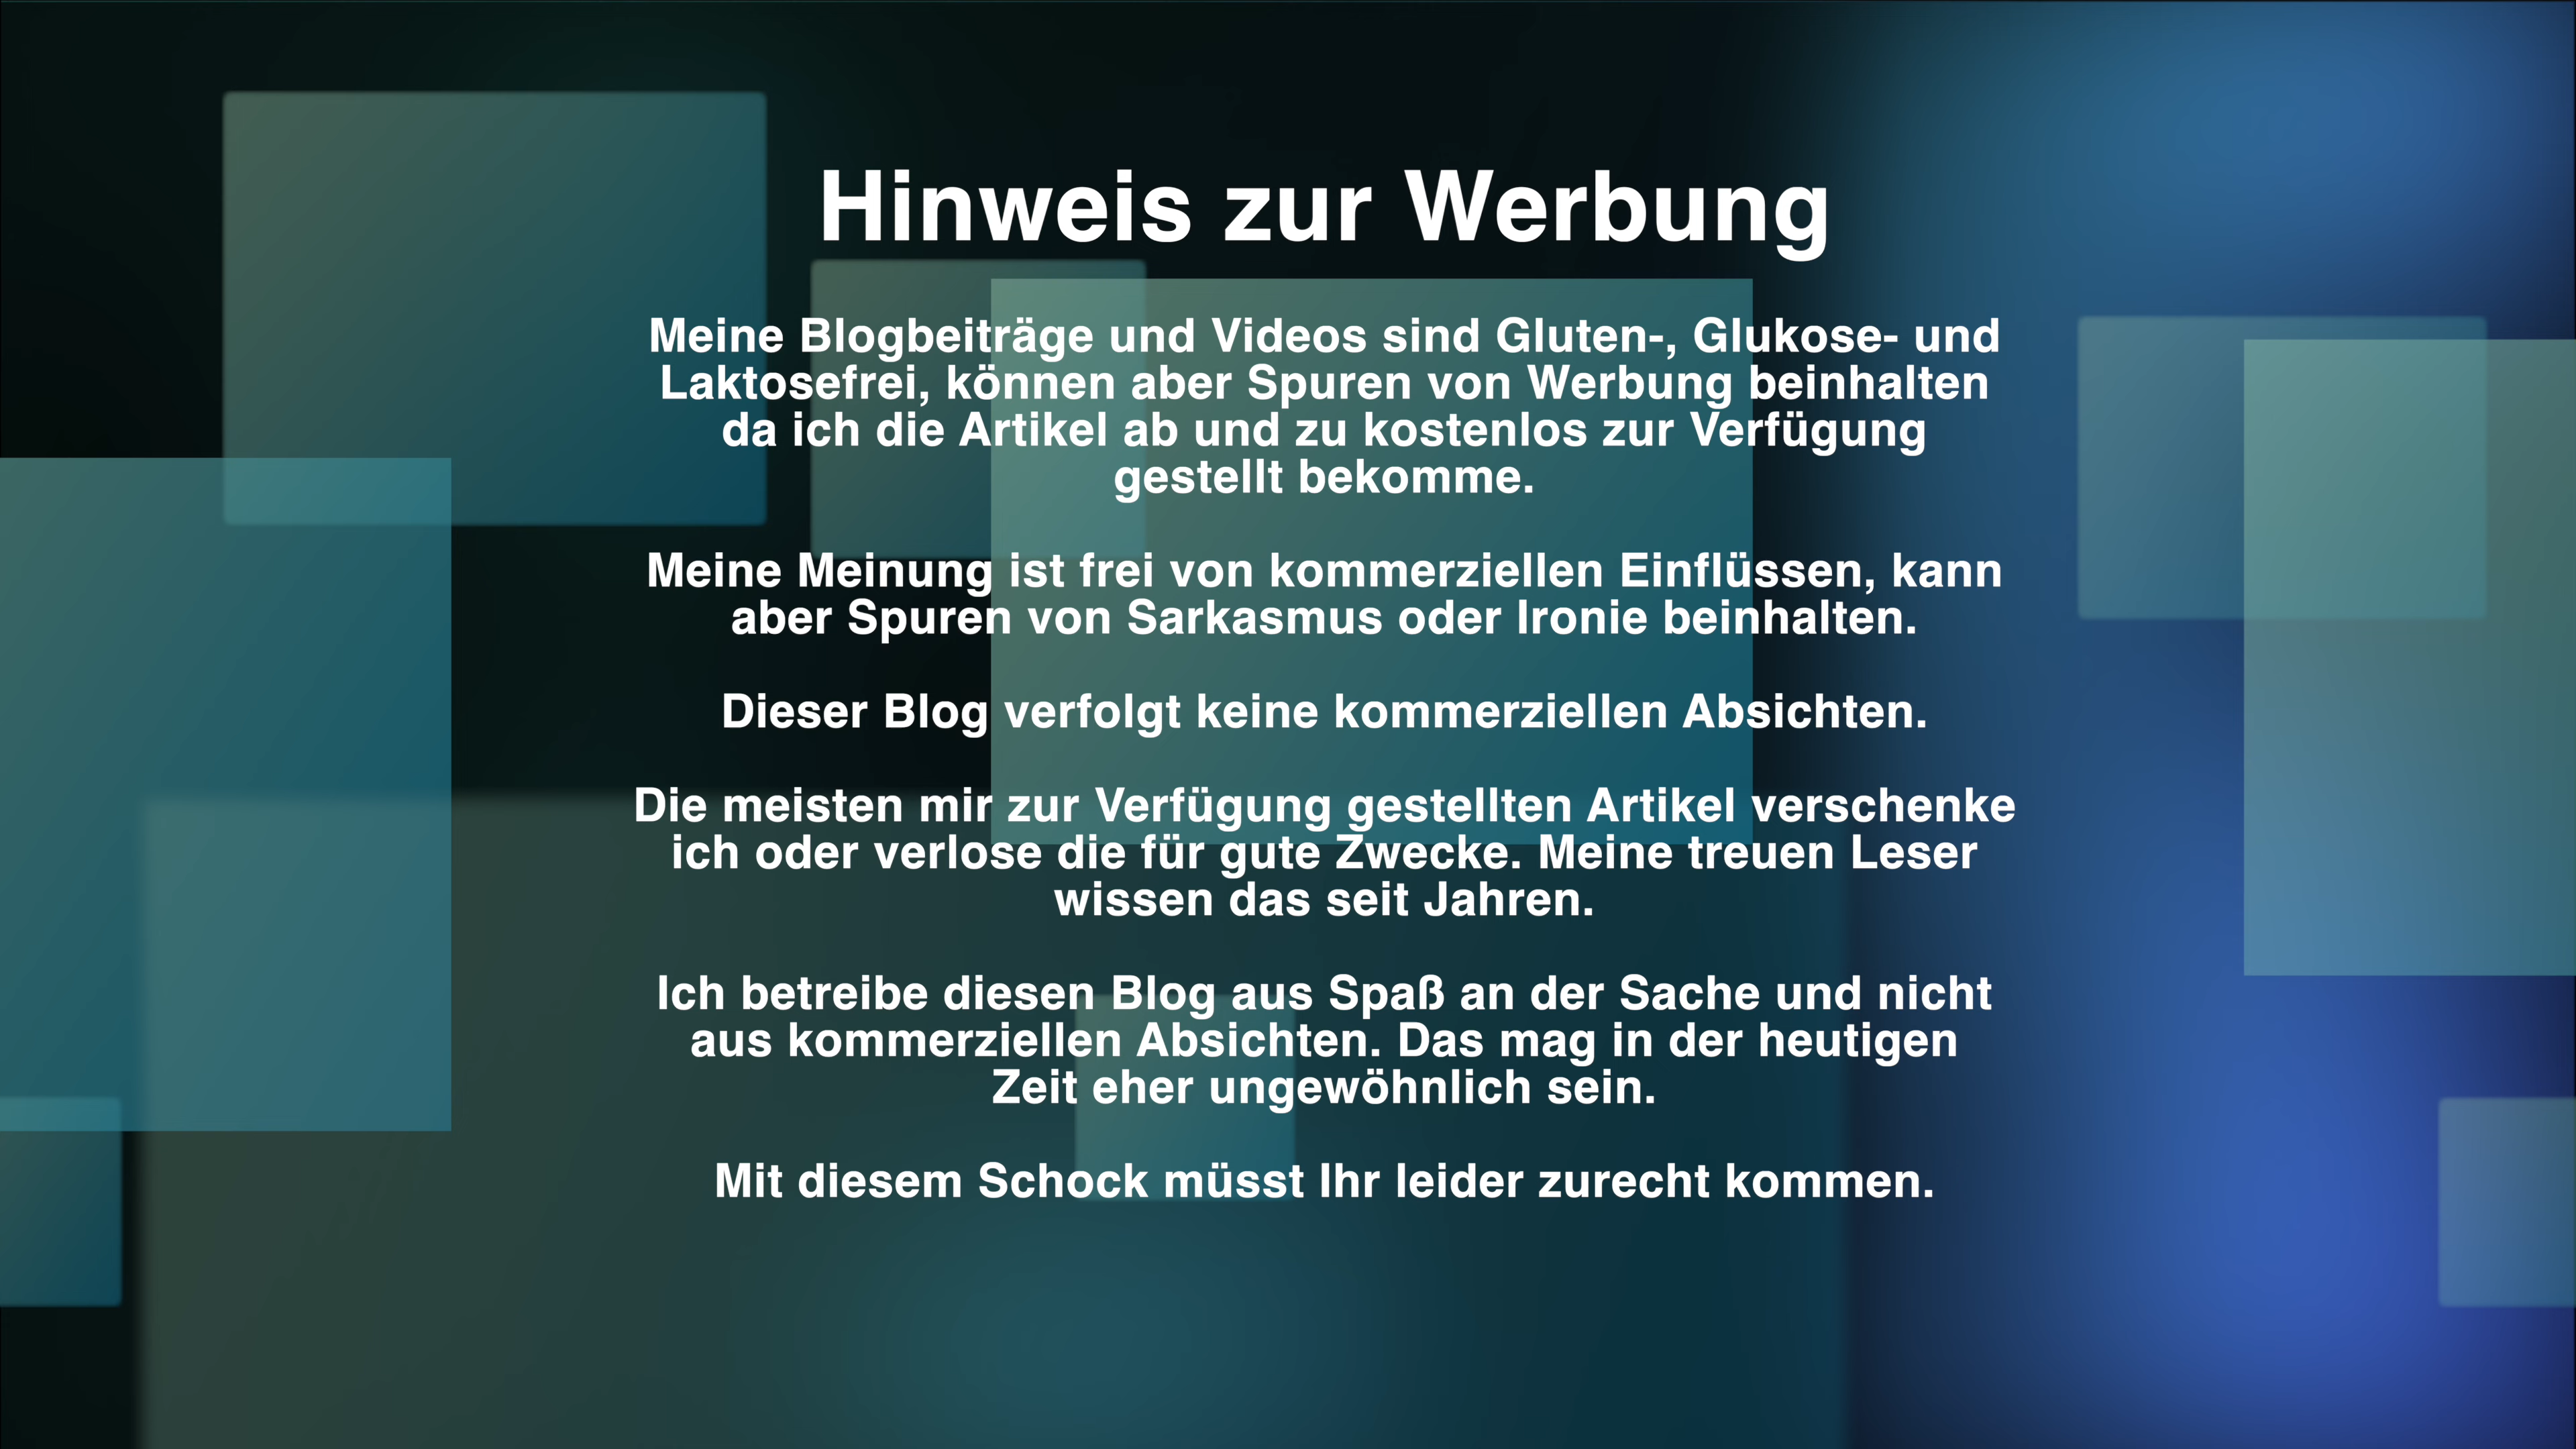 Hinweis zur Werbung
Meine Blogbeiträge und Videos sind Gluten-, Glukose- und
Laktosefrei, können aber Spuren von Werbung beinhalten
da ich die Artikel ab und zu kostenlos zur Verfügung
gestellt bekomme.
Meine Meinung ist frei von kommerziellen Einflüssen, kann
aber Spuren von Sarkasmus oder Ironie beinhalten.
Dieser Blog verfolgt keine kommerziellen Absichten.
Die meisten mir zur Verfügung gestellten Artikel verschenke
ich oder verlose die für gute Zwecke. Meine treuen Leser
wissen das seit Jahren.
Ich betreibe diesen Blog aus Spaß an der Sache und nicht
aus kommerziellen Absichten. Das mag in der heutigen
Zeit eher ungewöhnlich sein.
Mit diesem Schock müsst Ihr leider zurecht kommen.